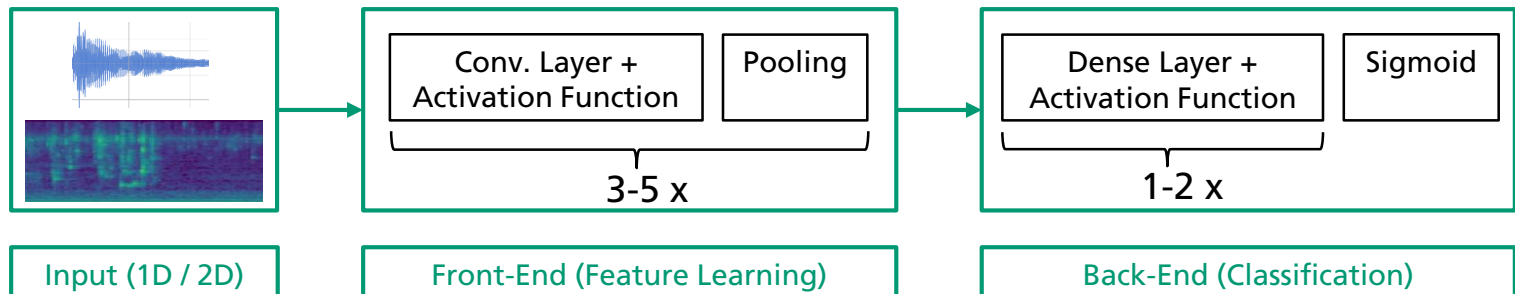 Conv. Layer +
Activation Function
Pooling
3-5 x
Dense Layer +
Activation Function
Sigmoid
1-2 x
Input (1D / 2D)
Front-End (Feature Learning)
Back-End (Classification)